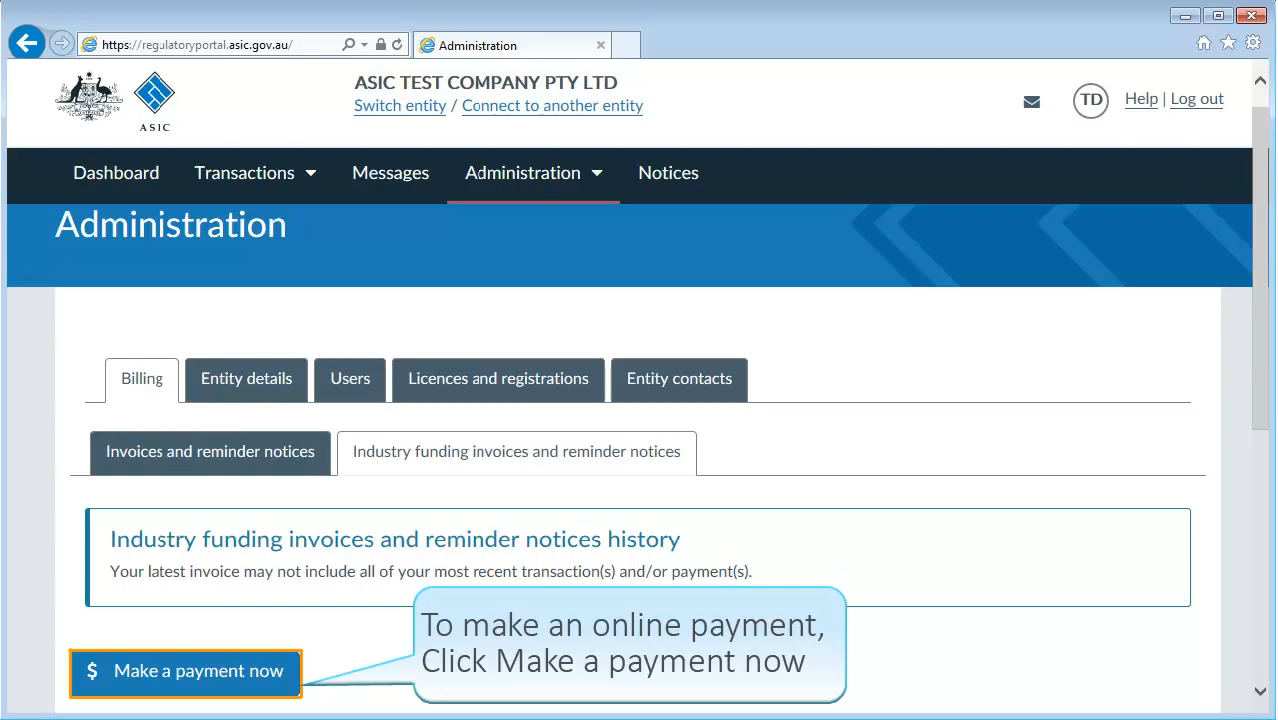 https://regulatoryportal.asic.gov.au/
Administration
ASIC
ASIC TEST COMPANY PTY LTD
Switch entity / Connect to another entity
TD
Help | Log out
Dashboard Transactions Messages Administration Notices
Administration
Billing Entity details Users Licences and registrations Entity contacts
Invoices and reminder notices Industry funding invoices and reminder notices
Industry funding invoices and reminder notices history
Your latest invoice may not include all of your most recent transaction(s) and/or payment(s).
To make an online payment,
Click Make a payment now
$ Make a payment now